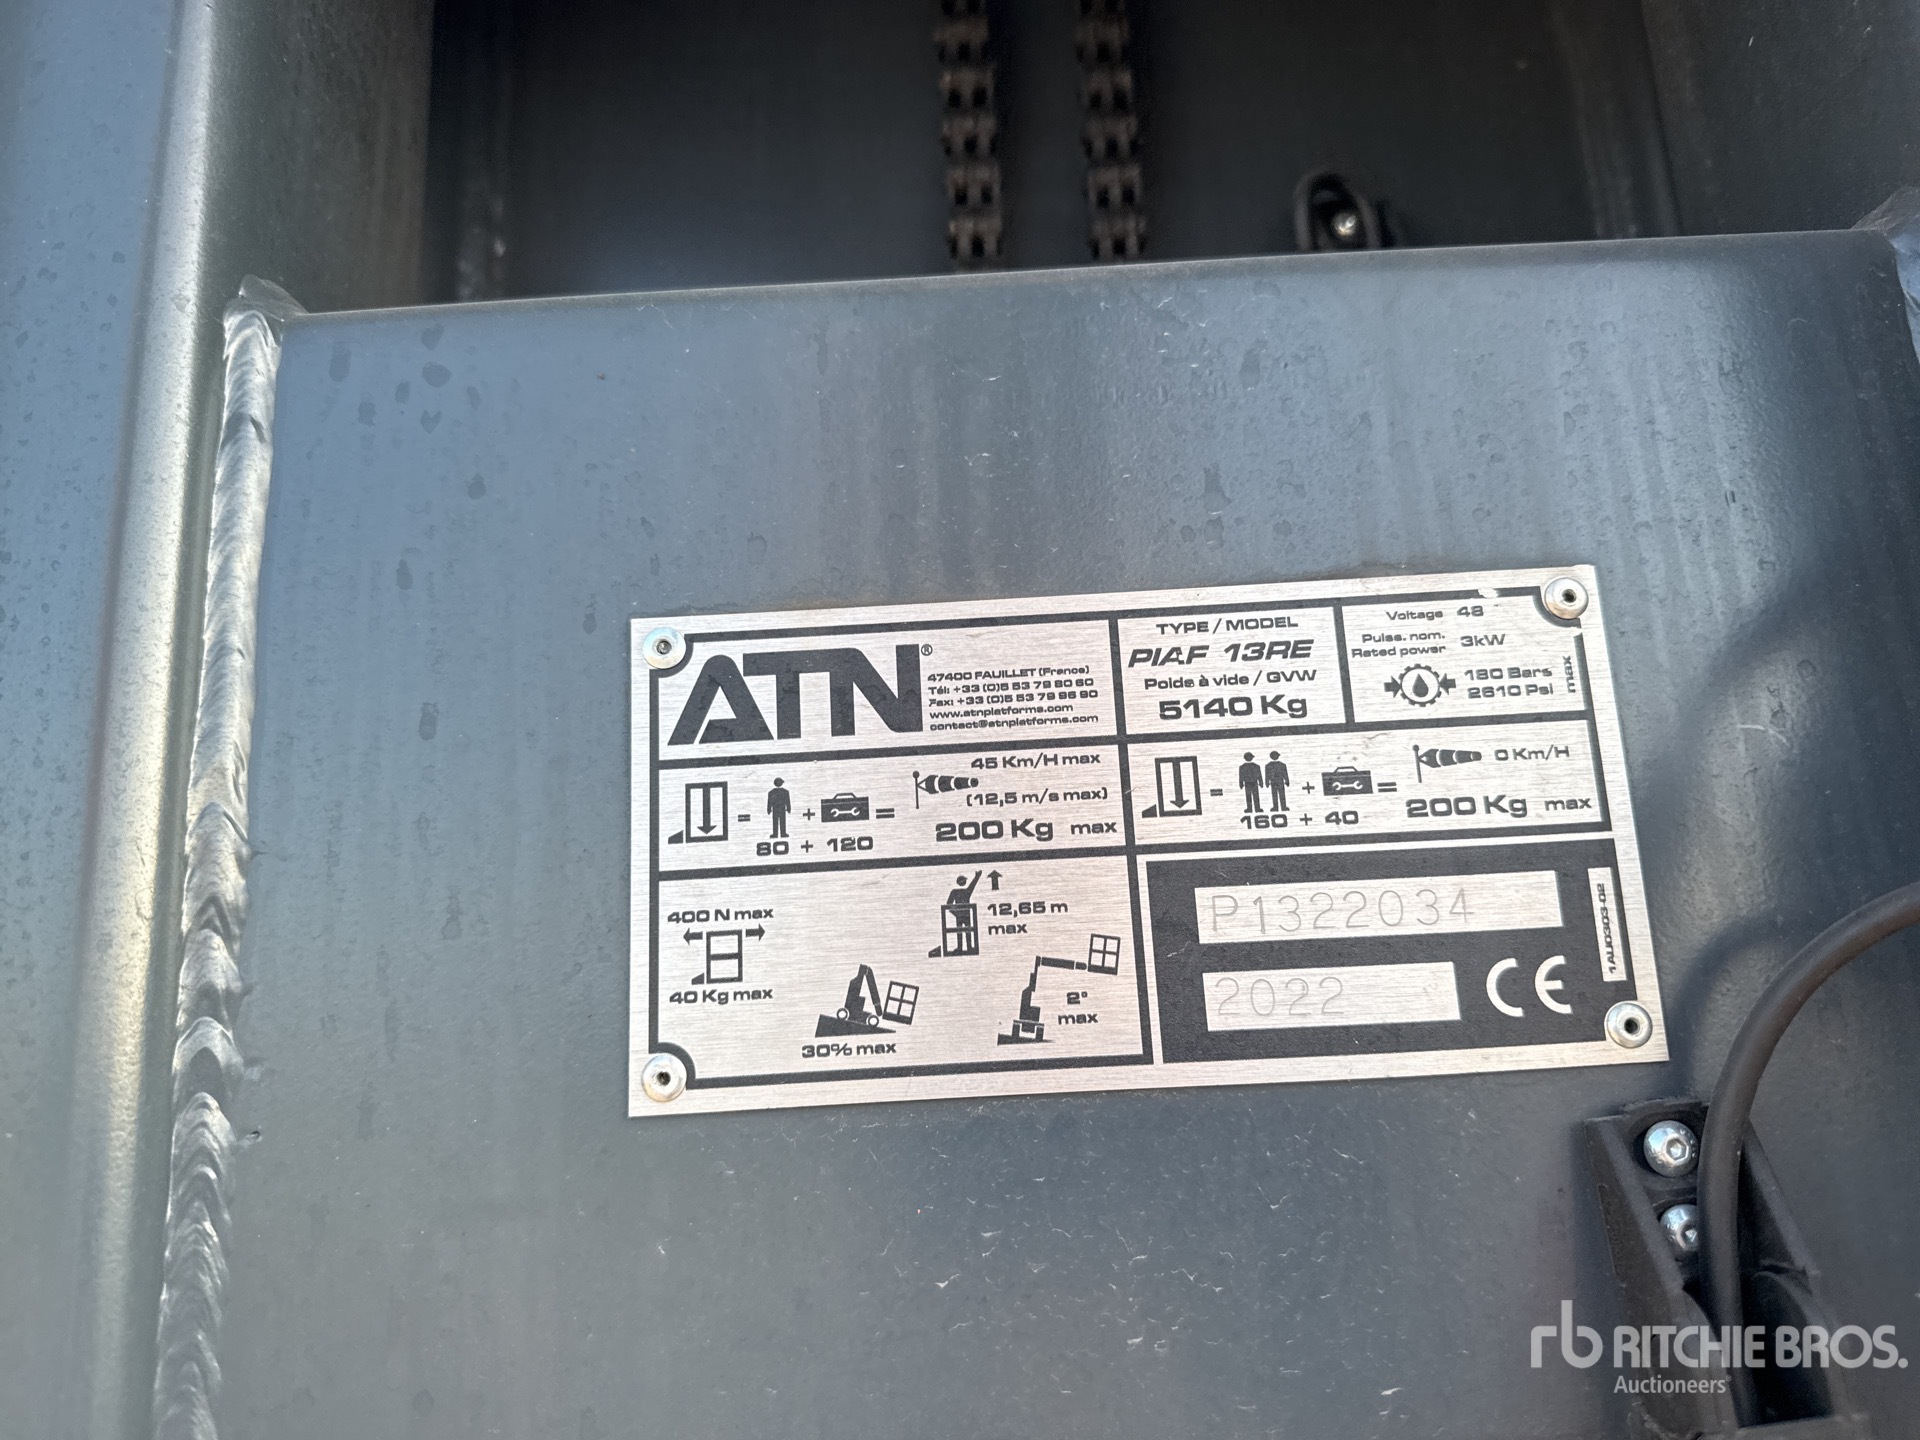 ATN®
47400 FAUILLET (France)
Tél: +33 (0)5 53 79 80 60
Fax: +33 (0)5 53 79 96 90
www.atnplatforms.com
contact@atnplatforms.com
TYPE / MODEL
PIAF 13RE
Poids à vide / GVW
5140 Kg
Voltage 48
Puiss. nom.
Rated power 3kW
180 Bars
2610 Psi
max
45 Km/H max
(12,5 m/s max)
= + =
80 + 120
200 Kg max
0 Km/H
= + =
160 + 40
200 Kg max
400 N max
40 Kg max
12,65 m
max
30% max
2°
max
P1322034
2022
CE
1AU0303-02
rb RITCHIE BROS.
Auctioneers